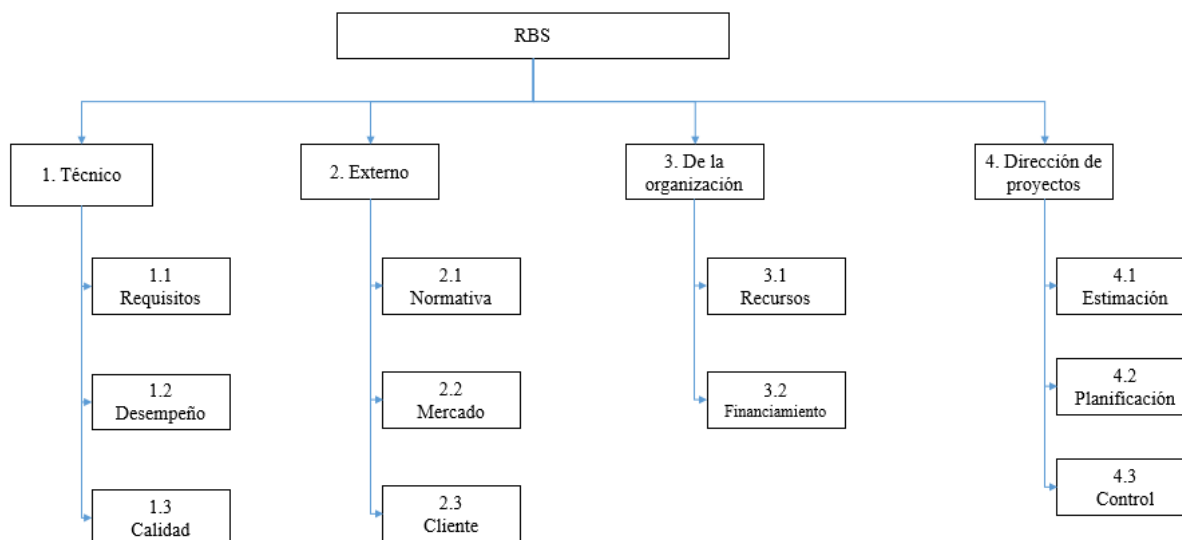 RBS
1. Técnico
2. Externo
3. De la
organización
4. Dirección de
proyectos
1.1
Requisitos
2.1
Normativa
3.1
Recursos
4.1
Estimación
1.2
Desempeño
2.2
Mercado
3.2
Financiamiento
4.2
Planificación
1.3
Calidad
2.3
Cliente
4.3
Control